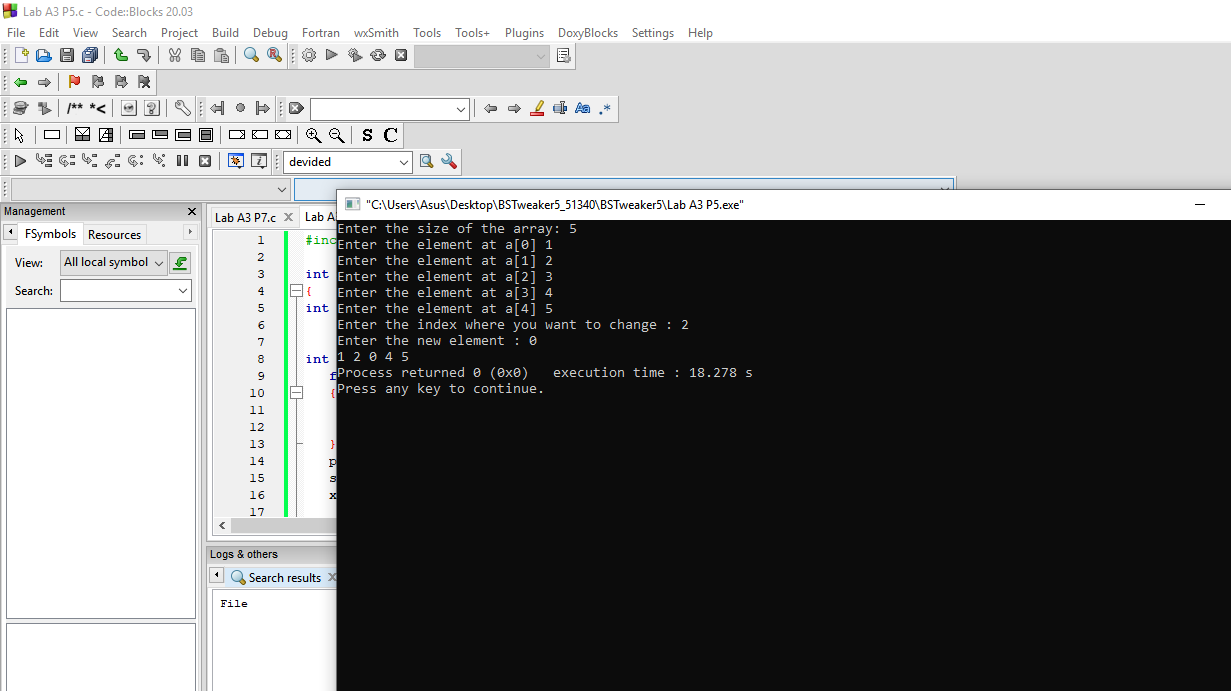 Lab A3 P5.c - Code::Blocks 20.03
File Edit View Search Project Build Debug Fortran wxSmith Tools Tools+ Plugins DoxyBlocks Settings Help
/** *<
Aa .*
S C
devided
Management
FSymbols Resources
View: All local symbol
Search:
Lab A3 P7.c Lab A
1 #inc
2
3 int
4 {
5 int
6
7
8 int
9 f
10 {
11
12
13 }
14 p
15 s
16 x
17
Logs & others
Search results
File
"C:\Users\Asus\Desktop\BSTweaker5_51340\BSTweaker5\Lab A3 P5.exe"
Enter the size of the array: 5
Enter the element at a[0] 1
Enter the element at a[1] 2
Enter the element at a[2] 3
Enter the element at a[3] 4
Enter the element at a[4] 5
Enter the index where you want to change : 2
Enter the new element : 0
1 2 0 4 5
Process returned 0 (0x0)   execution time : 18.278 s
Press any key to continue.